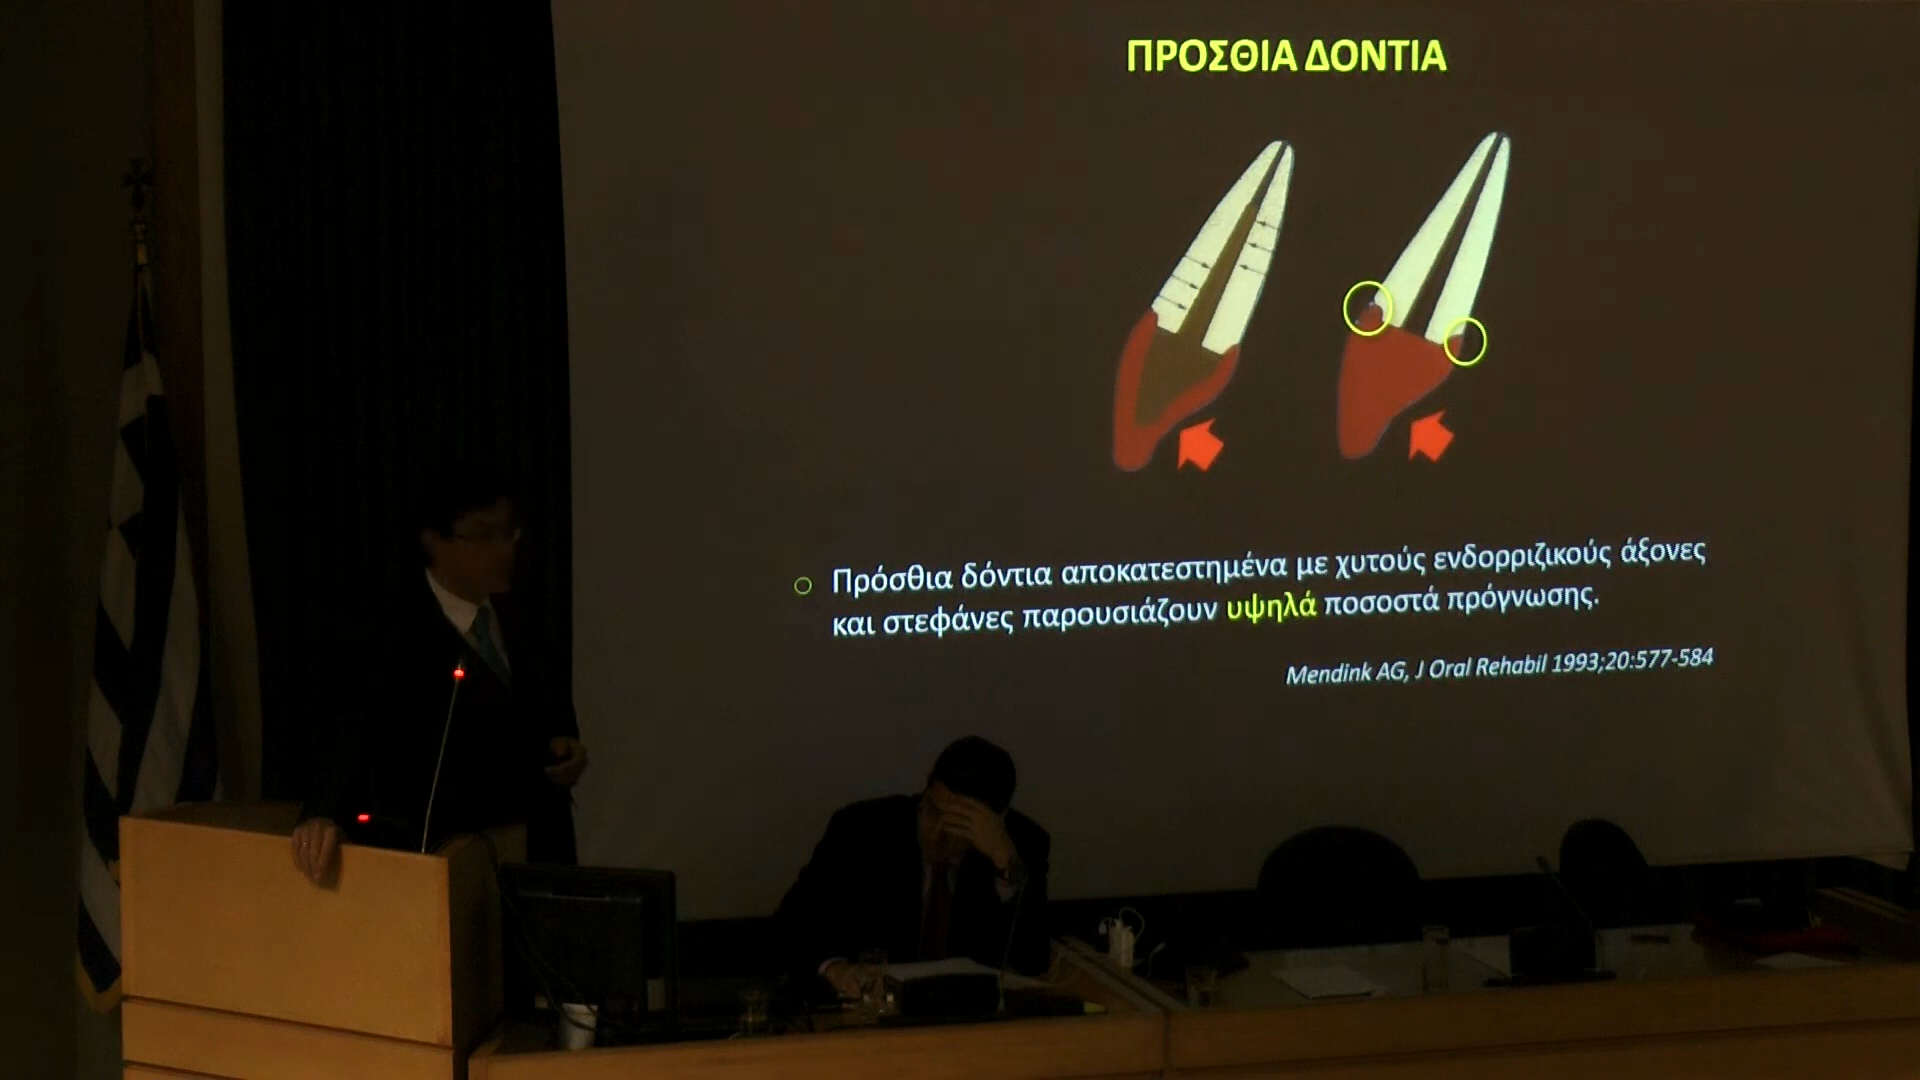 ΠΡΟΣΘΙΑ ΔΟΝΤΙΑ
Πρόσθια δόντια αποκατεστημένα με χυτούς ενδορριζικούς άξονες
και στεφάνες παρουσιάζουν υψηλά ποσοστά πρόγνωσης.
Mendink AG, J Oral Rehabil 1993;20:577-584